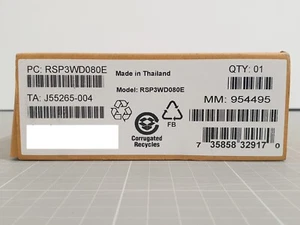 PC: RSP3WD080E
Made in Thailand
QTY: 01
Model: RSP3WD080E
TA: J55265-004
MM: 954495
FB
Corrugated
Recycles
7 35858 32917 0